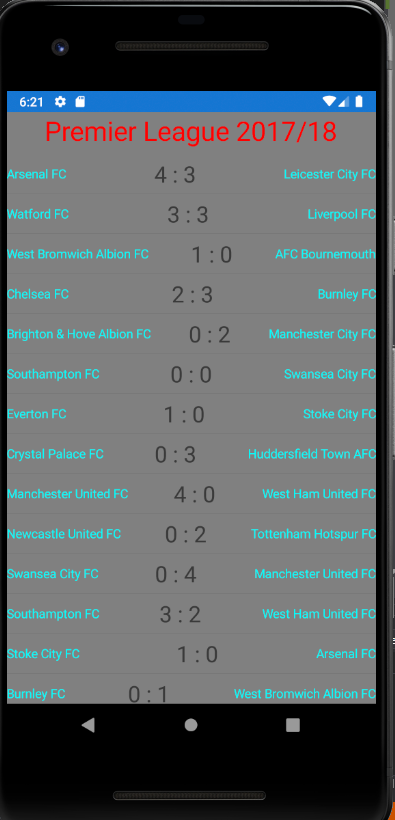 6:21
Premier League 2017/18
Arsenal FC 4 : 3 Leicester City FC
Watford FC 3 : 3 Liverpool FC
West Bromwich Albion FC 1 : 0 AFC Bournemouth
Chelsea FC 2 : 3 Burnley FC
Brighton & Hove Albion FC 0 : 2 Manchester City FC
Southampton FC 0 : 0 Swansea City FC
Everton FC 1 : 0 Stoke City FC
Crystal Palace FC 0 : 3 Huddersfield Town AFC
Manchester United FC 4 : 0 West Ham United FC
Newcastle United FC 0 : 2 Tottenham Hotspur FC
Swansea City FC 0 : 4 Manchester United FC
Southampton FC 3 : 2 West Ham United FC
Stoke City FC 1 : 0 Arsenal FC
Burnley FC 0 : 1 West Bromwich Albion FC